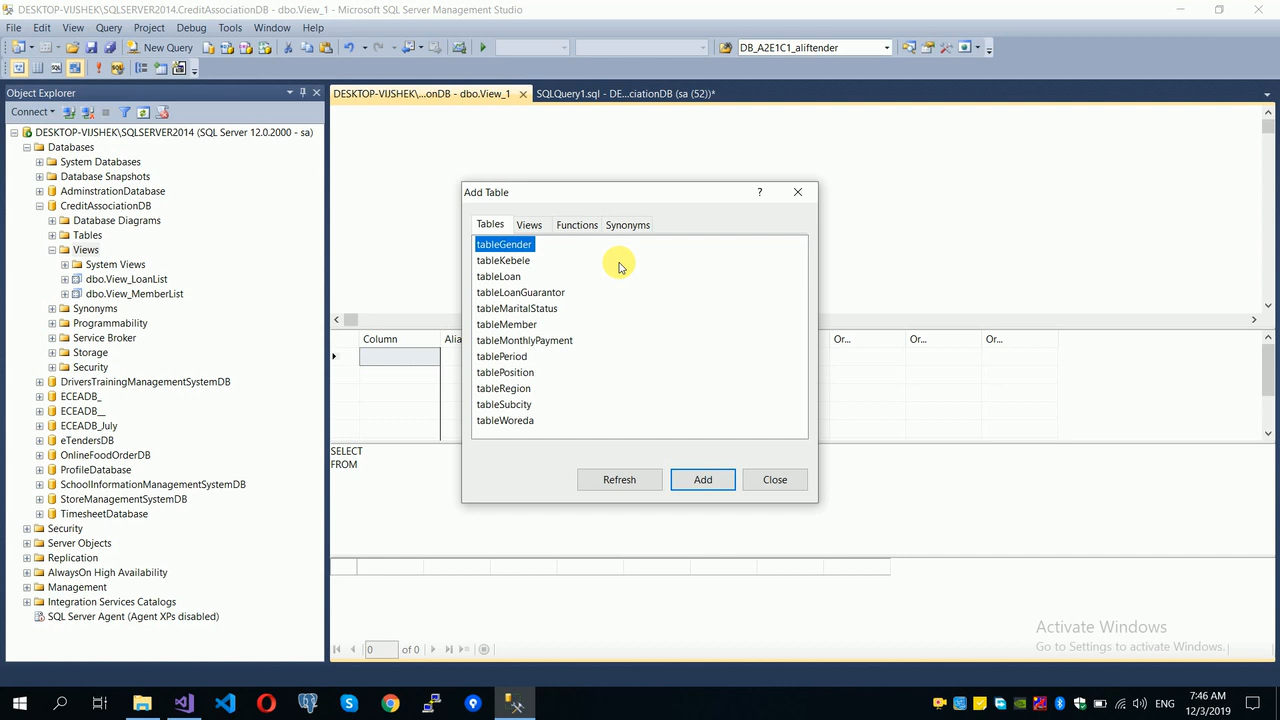 DESKTOP-VIJSHEK\SQLSERVER2014.CreditAssociationDB - dbo.View_1 - Microsoft SQL Server Management Studio
File Edit View Query Project Debug Tools Window Help
New Query
DB_A2E1C1_aliftender
Object Explorer
Connect
DESKTOP-VIJSHEK\SQLSERVER2014 (SQL Server 12.0.2000 - sa)
Databases
System Databases
Database Snapshots
AdminstrationDatabase
CreditAssociationDB
Database Diagrams
Tables
Views
System Views
dbo.View_LoanList
dbo.View_MemberList
Synonyms
Programmability
Service Broker
Storage
Security
DriversTrainingManagementSystemDB
ECEADB_
ECEADB__
ECEADB_July
eTendersDB
OnlineFoodOrderDB
ProfileDatabase
SchoolInformationManagementSystemDB
StoreManagementSystemDB
TimesheetDatabase
Security
Server Objects
Replication
AlwaysOn High Availability
Management
Integration Services Catalogs
SQL Server Agent (Agent XPs disabled)
DESKTOP-VIJSHEK\...onDB - dbo.View_1
SQLQuery1.sql - DE...ciationDB (sa (52))*
Add Table
Tables Views Functions Synonyms
tableGender
tableKebele
tableLoan
tableLoanGuarantor
tableMaritalStatus
tableMember
tableMonthlyPayment
tablePeriod
tablePosition
tableRegion
tableSubcity
tableWoreda
Refresh Add Close
Column Alia Or... Or... Or...
SELECT
FROM
0 of 0
Activate Windows
Go to Settings to activate Windows.
ENG
7:46 AM
12/3/2019